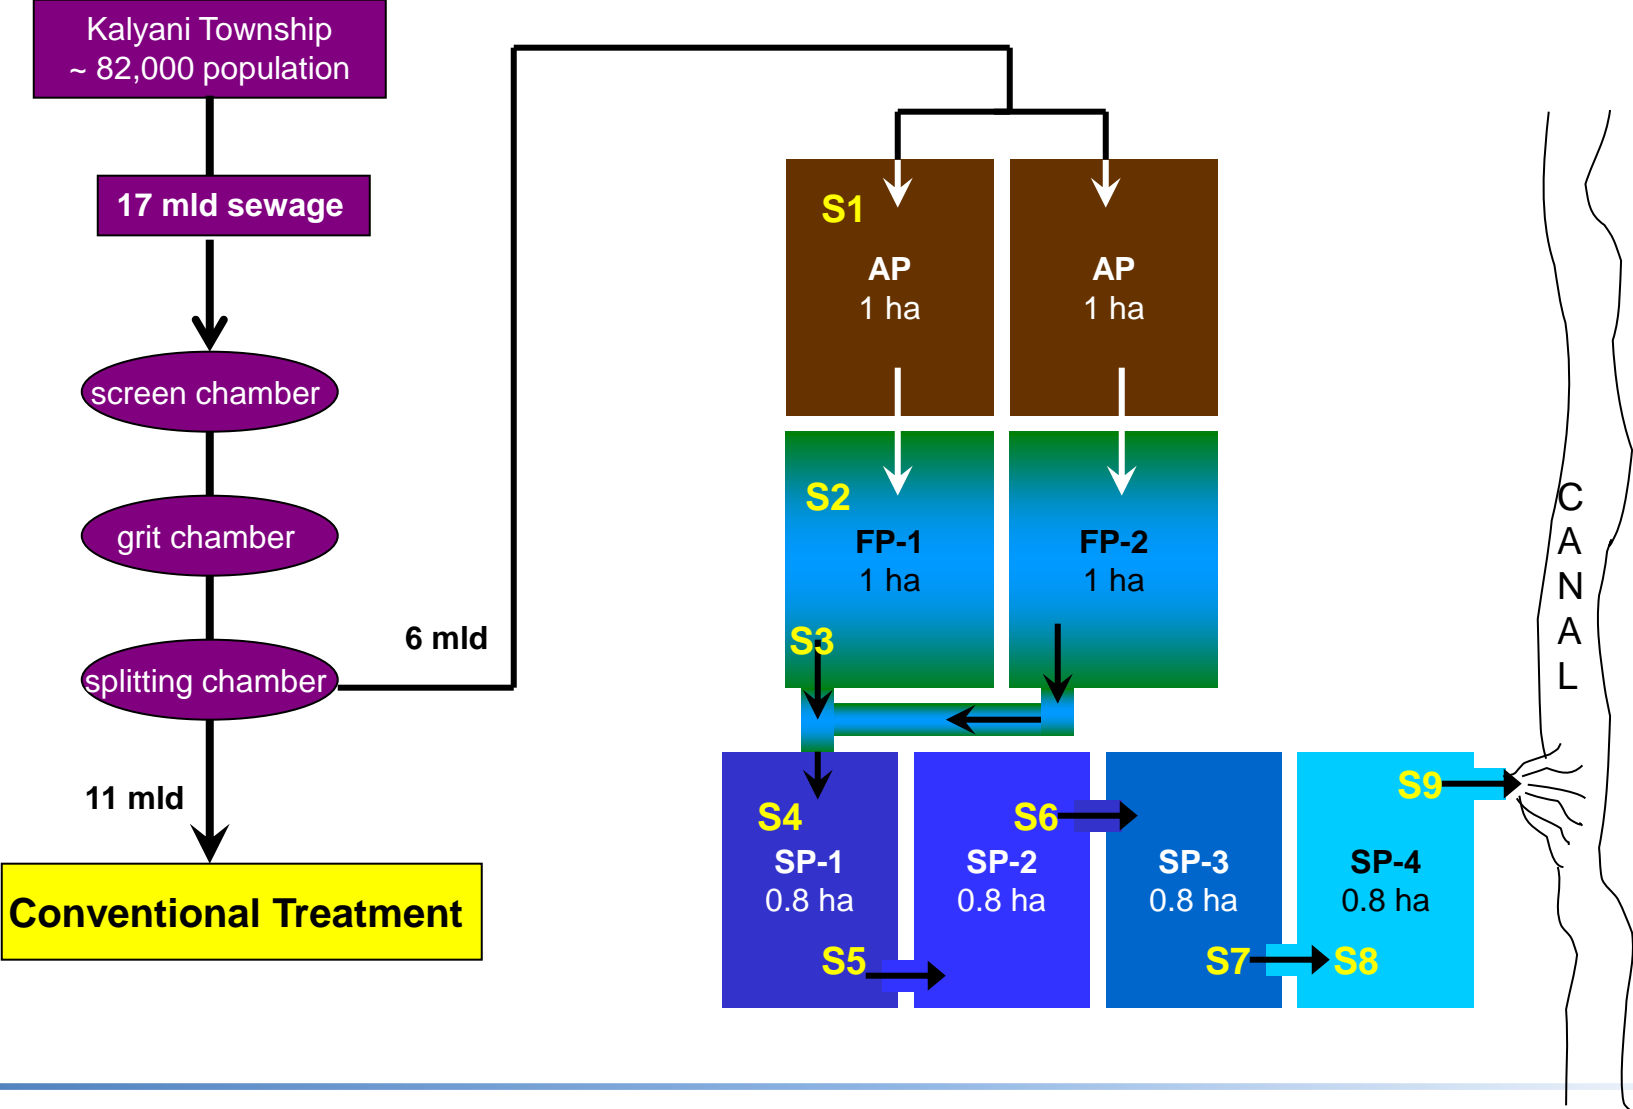 Kalyani Township
~ 82,000 population
17 mld sewage
screen chamber
grit chamber
splitting chamber
6 mld
11 mld
Conventional Treatment
S1
AP
1 ha
AP
1 ha
S2
FP-1
1 ha
FP-2
1 ha
S3
S4
SP-1
0.8 ha
S5
S6
SP-2
0.8 ha
SP-3
0.8 ha
S7
S9
SP-4
0.8 ha
S8
C
A
N
A
L